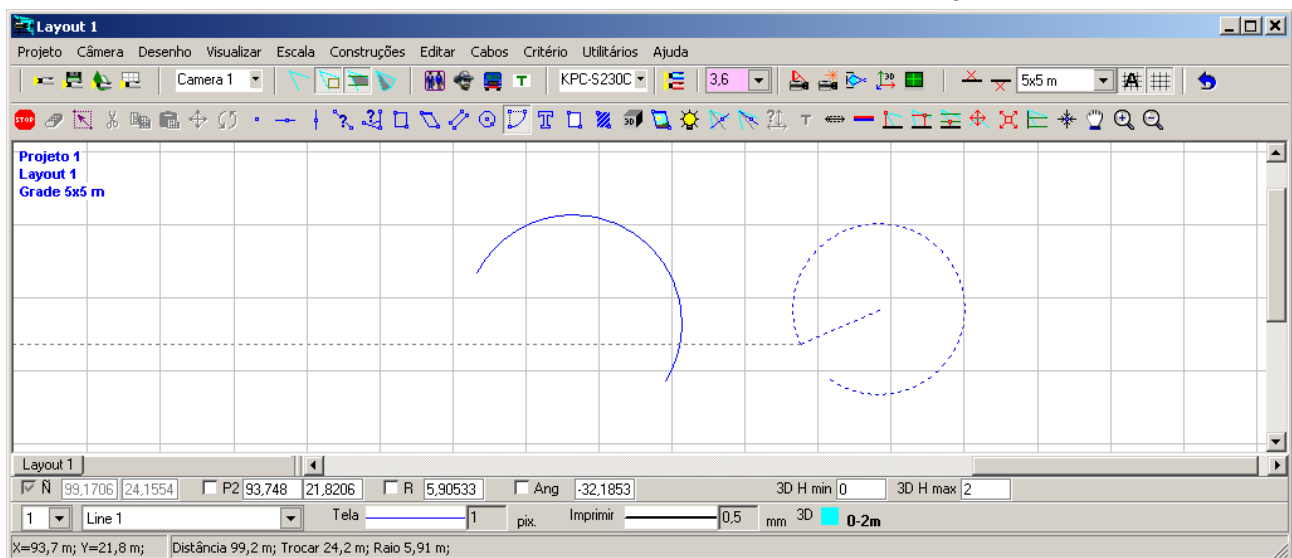 Layout 1
Projeto Câmera Desenho Visualizar Escala Construções Editar Cabos Critério Utilitários Ajuda
Camera 1 T KPC-S230C 3,6 5x5 m
STOP T 3D T
Projeto 1
Layout 1
Grade 5x5 m
Layout 1
Ñ 99,1706 24,1554 P2 93,748 21,8206 R 5,90533 Ang -32,1853 3D H min 0 3D H max 2
1 Line 1 Tela 1 pix. Imprimir 0,5 mm 3D 0-2m
X=93,7 m; Y=21,8 m; Distância 99,2 m; Trocar 24,2 m; Raio 5,91 m;